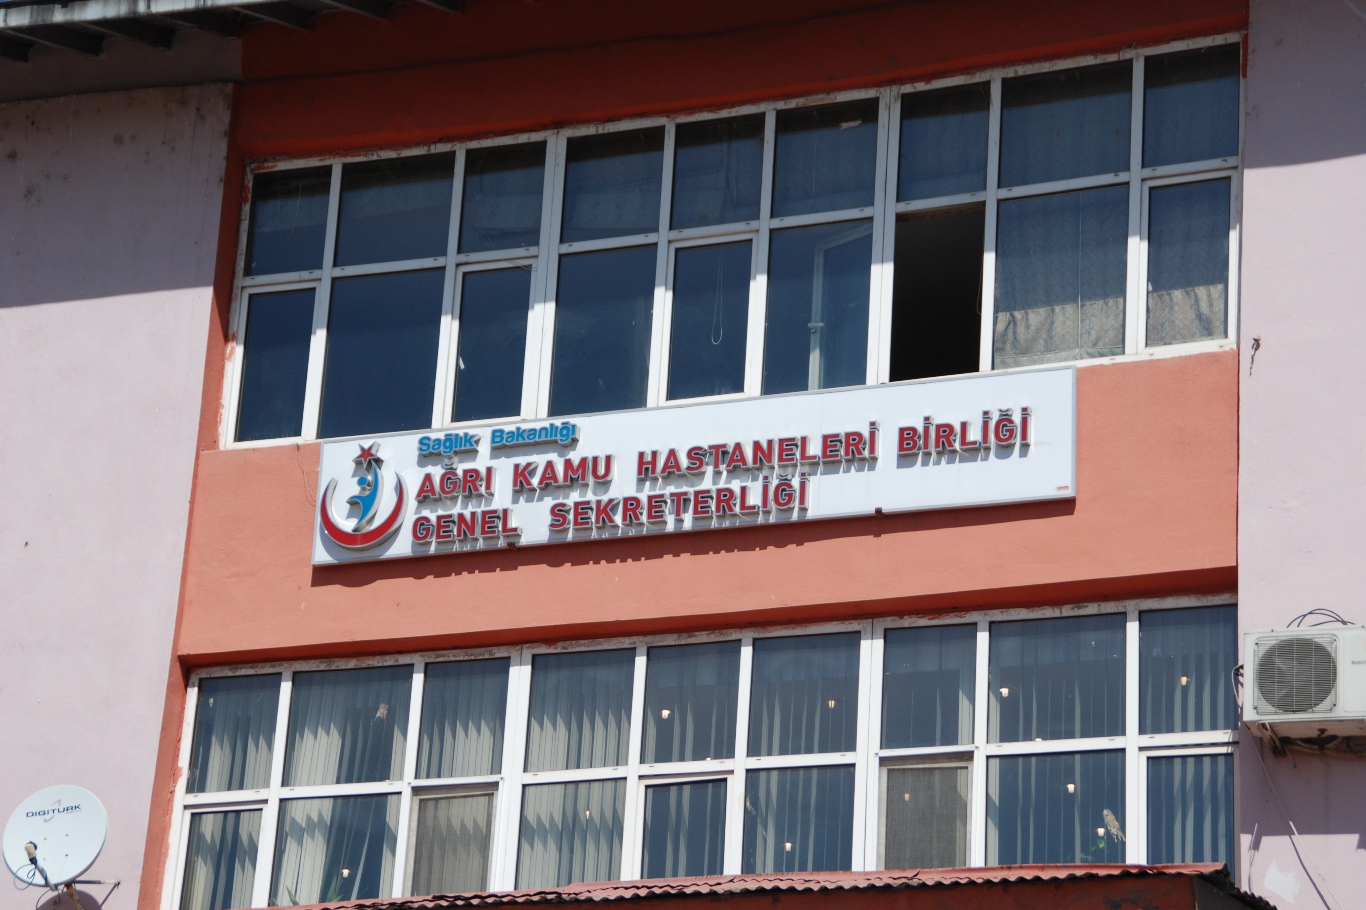 Sağlık Bakanlığı
AĞRI KAMU HASTANELERİ BİRLİĞİ
GENEL SEKRETERLİĞİ
DIGITURK